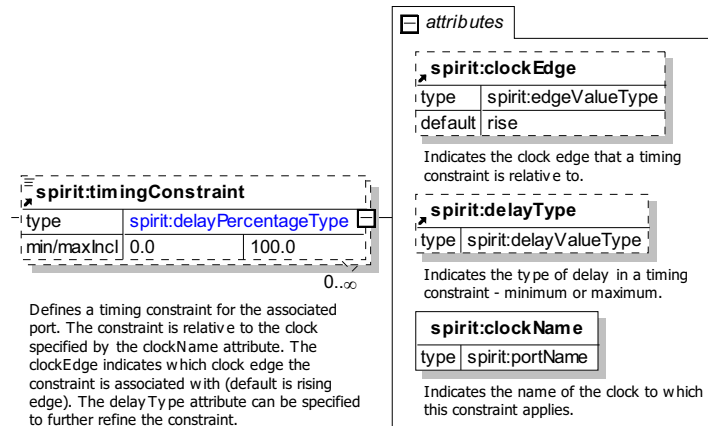 attributes
spirit:clockEdge
type spirit:edgeValueType
default rise
Indicates the clock edge that a timing
constraint is relative to.
spirit:timingConstraint
type spirit:delayPercentageType
min/maxIncl 0.0 100.0
0..∞
Defines a timing constraint for the associated
port. The constraint is relative to the clock
specified by the clockName attribute. The
clockEdge indicates which clock edge the
constraint is associated with (default is rising
edge). The delayType attribute can be specified
to further refine the constraint.
spirit:delayType
type spirit:delayValueType
Indicates the type of delay in a timing
constraint - minimum or maximum.
spirit:clockName
type spirit:portName
Indicates the name of the clock to which
this constraint applies.